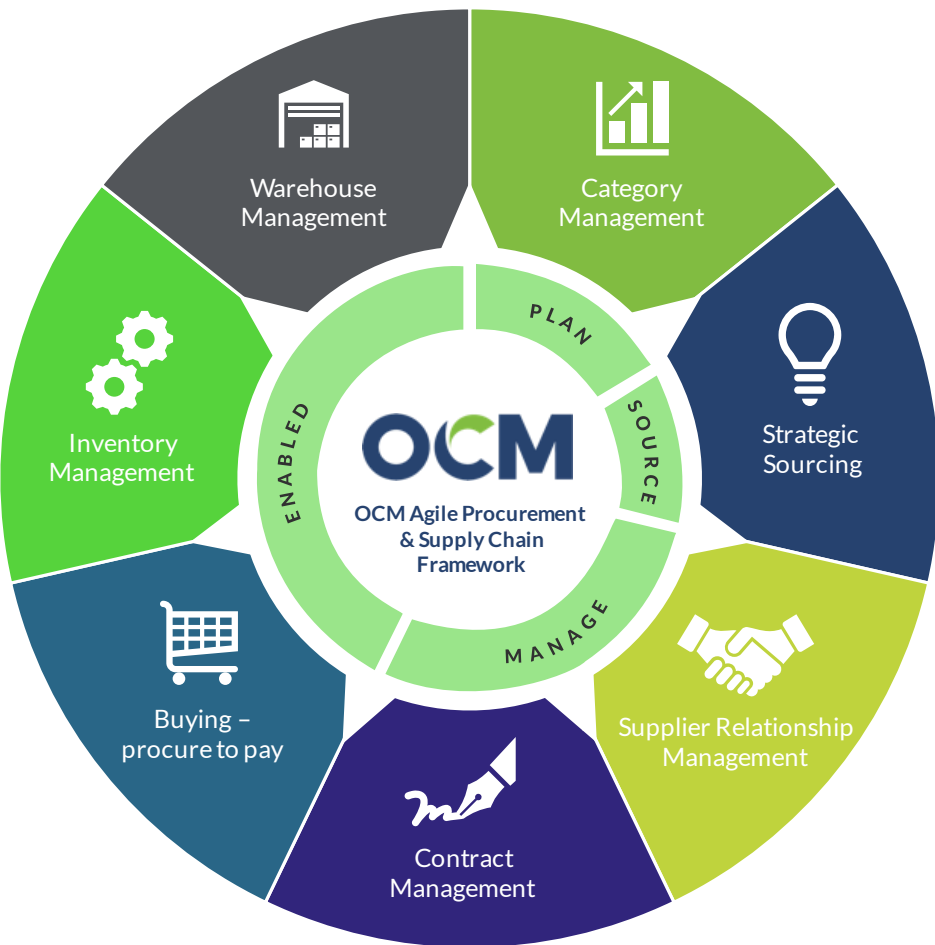 Warehouse
Management
Category
Management
Strategic
Sourcing
Supplier Relationship
Management
Contract
Management
Buying –
procure to pay
Inventory
Management
PLAN
SOURCE
MANAGE
ENABLED
OCM
OCM Agile Procurement
& Supply Chain
Framework